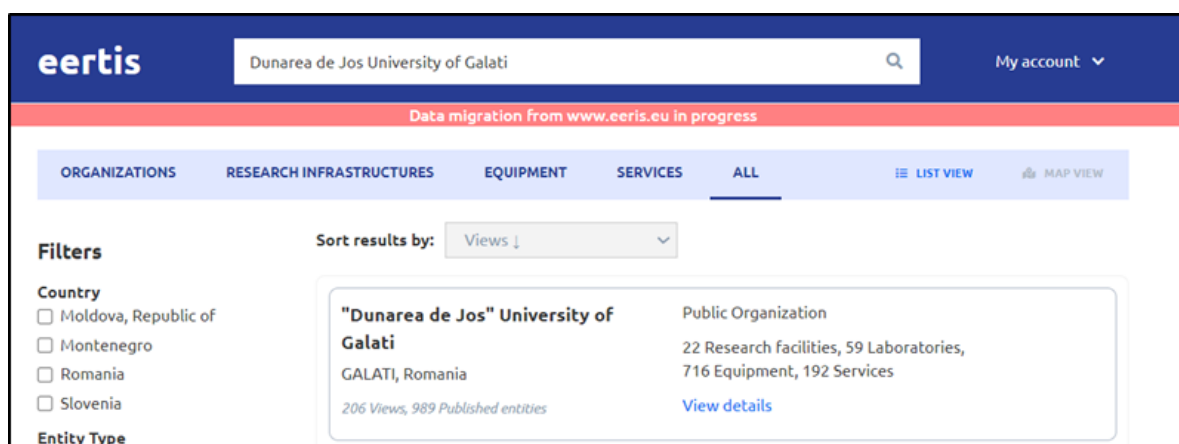 eertis
Dunarea de Jos University of Galati
My account
Data migration from www.eeris.eu in progress
ORGANIZATIONS RESEARCH INFRASTRUCTURES EQUIPMENT SERVICES ALL LIST VIEW MAP VIEW
Filters
Sort results by: Views ↓
Country
Moldova, Republic of
Montenegro
Romania
Slovenia
Entity Type
"Dunarea de Jos" University of
Galati
GALATI, Romania
206 Views, 989 Published entities
Public Organization
22 Research facilities, 59 Laboratories,
716 Equipment, 192 Services
View details